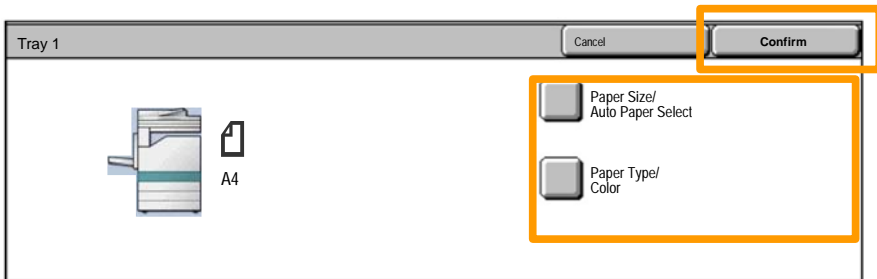 Tray 1
Cancel
Confirm
Paper Size/
Auto Paper Select
A4
Paper Type/
Color